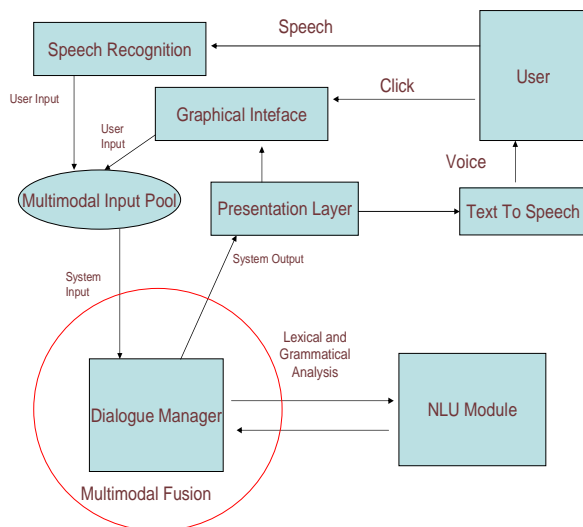 Speech
Speech Recognition
User
Click
User Input
Graphical Inteface
User
Input
Voice
Multimodal Input Pool
Presentation Layer
Text To Speech
System Output
System
Input
Lexical and
Grammatical
Analysis
Dialogue Manager
NLU Module
Multimodal Fusion